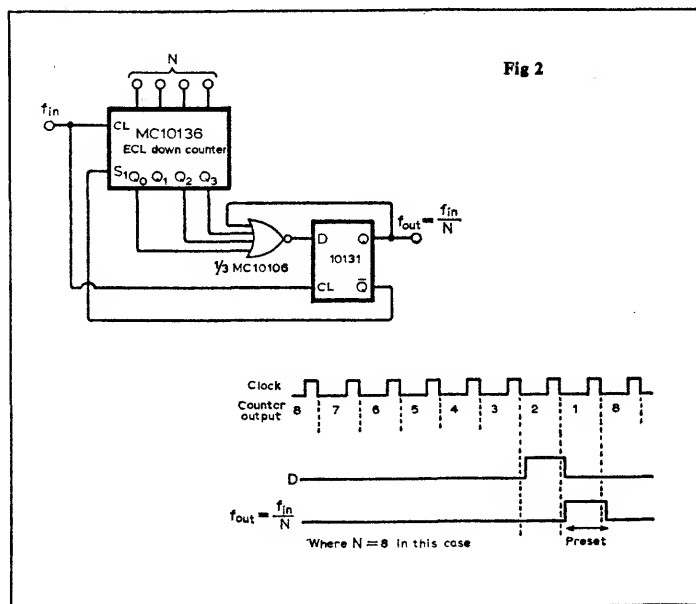 Fig 2
N
f_in
CL
MC10136
ECL down counter
S₁ Q₀ Q₁ Q₂ Q₃
f_out = f_in/N
D Q
10131
⅓ MC10106
CL Q̅
Clock
Counter output 8 7 6 5 4 3 2 1 8
D
f_out = f_in/N
Where N = 8 in this case
Preset